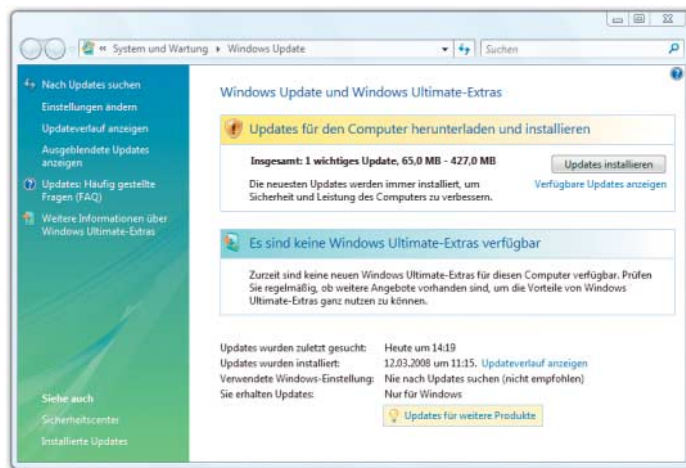 « System und Wartung ▸ Windows Update
Suchen
Nach Updates suchen
Einstellungen ändern
Updateverlauf anzeigen
Ausgeblendete Updates
anzeigen
Updates: Häufig gestellte
Fragen (FAQ)
Weitere Informationen über
Windows Ultimate-Extras
Siehe auch
Sicherheitscenter
Installierte Updates
Windows Update und Windows Ultimate-Extras
Updates für den Computer herunterladen und installieren
Insgesamt: 1 wichtiges Update, 65,0 MB - 427,0 MB
Updates installieren
Die neuesten Updates werden immer installiert, um
Sicherheit und Leistung des Computers zu verbessern.
Verfügbare Updates anzeigen
Es sind keine Windows Ultimate-Extras verfügbar
Zurzeit sind keine neuen Windows Ultimate-Extras für diesen Computer verfügbar. Prüfen
Sie regelmäßig, ob weitere Angebote vorhanden sind, um die Vorteile von Windows
Ultimate-Extras ganz nutzen zu können.
Updates wurden zuletzt gesucht: Heute um 14:19
Updates wurden installiert: 12.03.2008 um 11:15. Updateverlauf anzeigen
Verwendete Windows-Einstellung: Nie nach Updates suchen (nicht empfohlen)
Sie erhalten Updates: Nur für Windows
Updates für weitere Produkte